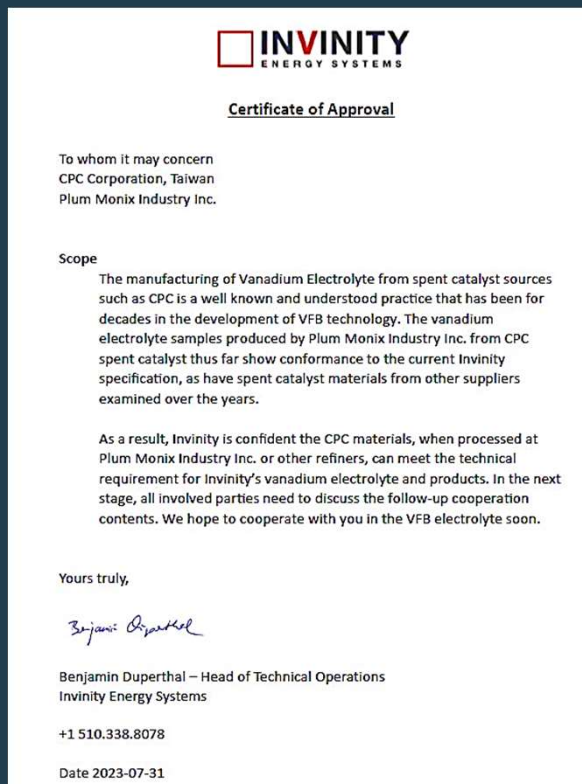 INVINITY
ENERGY SYSTEMS
Certificate of Approval
To whom it may concern
CPC Corporation, Taiwan
Plum Monix Industry Inc.
Scope
The manufacturing of Vanadium Electrolyte from spent catalyst sources
such as CPC is a well known and understood practice that has been for
decades in the development of VFB technology. The vanadium
electrolyte samples produced by Plum Monix Industry Inc. from CPC
spent catalyst thus far show conformance to the current Invinity
specification, as have spent catalyst materials from other suppliers
examined over the years.
As a result, Invinity is confident the CPC materials, when processed at
Plum Monix Industry Inc. or other refiners, can meet the technical
requirement for Invinity's vanadium electrolyte and products. In the next
stage, all involved parties need to discuss the follow-up cooperation
contents. We hope to cooperate with you in the VFB electrolyte soon.
Yours truly,
Benjamin Duperthal – Head of Technical Operations
Invinity Energy Systems
+1 510.338.8078
Date 2023-07-31